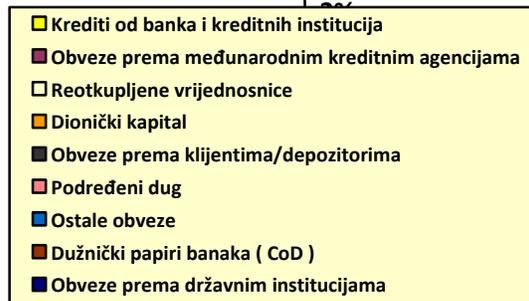 Krediti od banka i kreditnih institucija
Obveze prema međunarodnim kreditnim agencijama
Reotkupljene vrijednosnice
Dionički kapital
Obveze prema klijentima/depozitorima
Podređeni dug
Ostale obveze
Dužnički papiri banaka ( CoD )
Obveze prema državnim institucijama